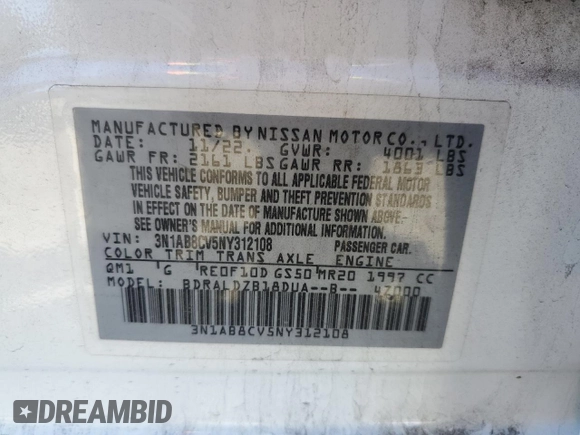 MANUFACTURED BY NISSAN MOTOR CO., LTD.
DATE: 11/22. GVWR: 4001 LBS
GAWR FR: 2161 LBS GAWR RR: 1863 LBS
THIS VEHICLE CONFORMS TO ALL APPLICABLE FEDERAL MOTOR
VEHICLE SAFETY, BUMPER AND THEFT PREVENTION STANDARDS
IN EFFECT ON THE DATE OF MANUFACTURE SHOWN ABOVE.
SEE OWNER'S MANUAL FOR ADDITIONAL INFORMATION.
VIN: 3N1AB8CV5NY312108 PASSENGER CAR.
COLOR TRIM TRANS AXLE ENGINE
QM1 G RE0F10D GS50 MR20 1997 CC
MODEL: BDRALDZB18DUA--B-- 47000
3N1AB8CV5NY312108
DREAMBID